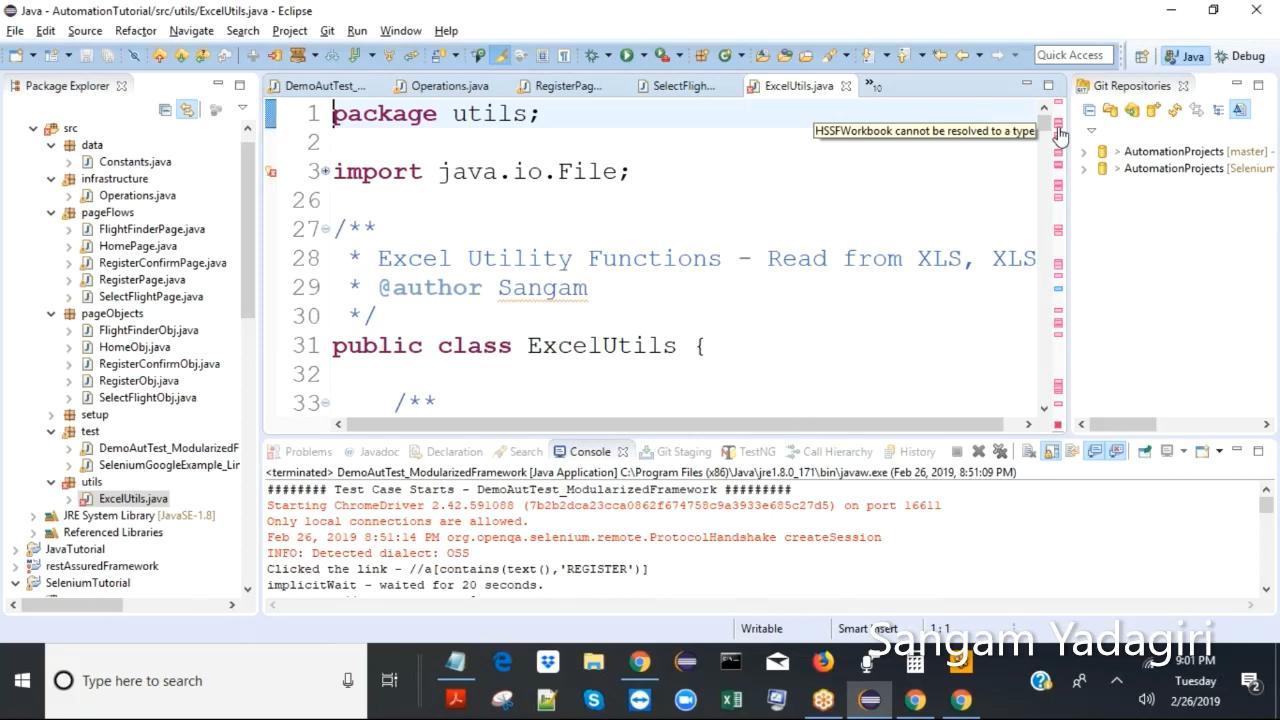 Java - AutomationTutorial/src/utils/ExcelUtils.java - Eclipse
File Edit Source Refactor Navigate Search Project Git Run Window Help
Quick Access
Java
Debug
Package Explorer
DemoAutTest_...
Operations.java
RegisterPag...
SelectFligh...
ExcelUtils.java
»10
Git Repositories
src
data
Constants.java
infrastructure
Operations.java
pageFlows
FlightFinderPage.java
HomePage.java
RegisterConfirmPage.java
RegisterPage.java
SelectFlightPage.java
pageObjects
FlightFinderObj.java
HomeObj.java
RegisterConfirmObj.java
RegisterObj.java
SelectFlightObj.java
setup
test
DemoAutTest_ModularizedF
SeleniumGoogleExample_Lir
utils
ExcelUtils.java
JRE System Library [JavaSE-1.8]
Referenced Libraries
JavaTutorial
restAssuredFramework
SeleniumTutorial
1 package utils;
HSSFWorkbook cannot be resolved to a type
2
3 import java.io.File;
26
27 /**
28 * Excel Utility Functions - Read from XLS, XLS
29 * @author Sangam
30 */
31 public class ExcelUtils {
32
33 /**
> AutomationProjects [master] -
> AutomationProjects [Selenium
Problems
Javadoc
Declaration
Search
Console
Git Staging
TestNG
Call Hierarchy
History
<terminated> DemoAutTest_ModularizedFramework [Java Application] C:\Program Files (x86)\Java\jre1.8.0_171\bin\javaw.exe (Feb 26, 2019, 8:51:09 PM)
######## Test Case Starts - DemoAutTest_ModularizedFramework #########
Starting ChromeDriver 2.42.591088 (7b2b2dca23cca0862f674758c9a3933e685c27d5) on port 16611
Only local connections are allowed.
Feb 26, 2019 8:51:14 PM org.openqa.selenium.remote.ProtocolHandshake createSession
INFO: Detected dialect: OSS
Clicked the link - //a[contains(text(),'REGISTER')]
implicitWait - waited for 20 seconds.
Writable
Smart Insert
1 : 1
Sangam Yadagiri
Type here to search
9:01 PM
Tuesday
2/26/2019
2